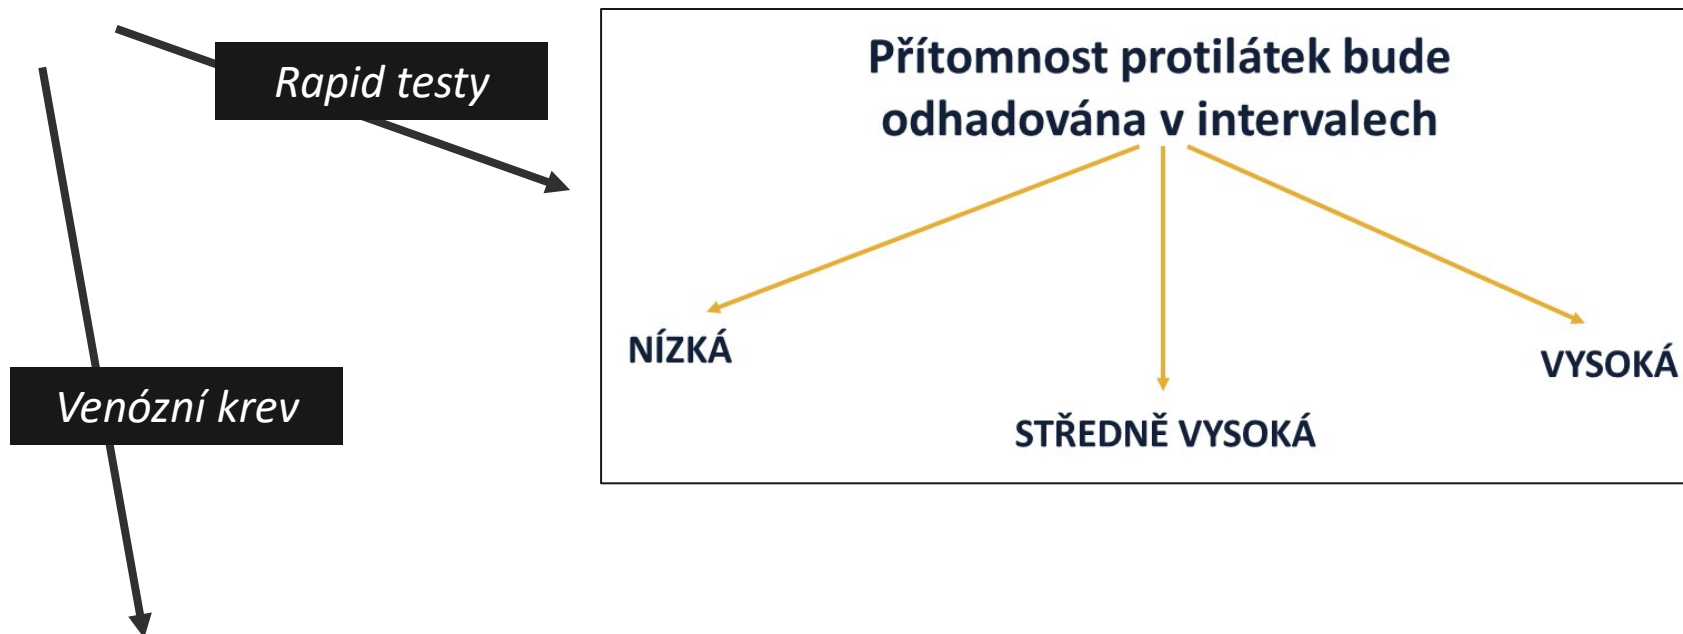 Rapid testy
Přítomnost protilátek bude
odhadována v intervalech
NÍZKÁ
VYSOKÁ
Venózní krev
STŘEDNĚ VYSOKÁ